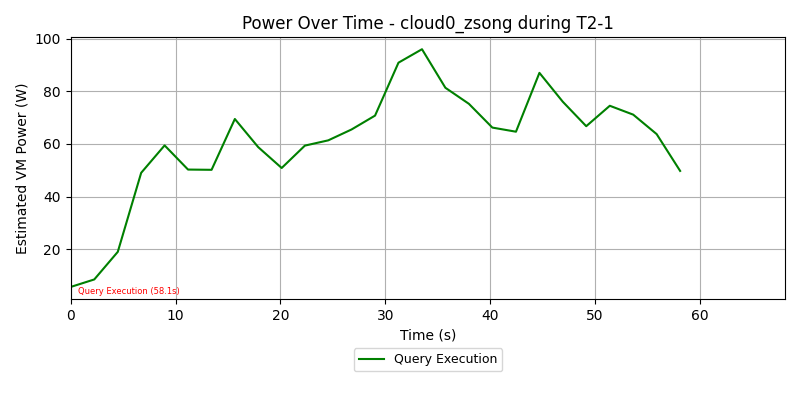 Power Over Time - cloud0_zsong during T2-1
Estimated VM Power (W)
100
80
60
40
20
Query Execution (58.1s)
0 10 20 30 40 50 60
Time (s)
Query Execution